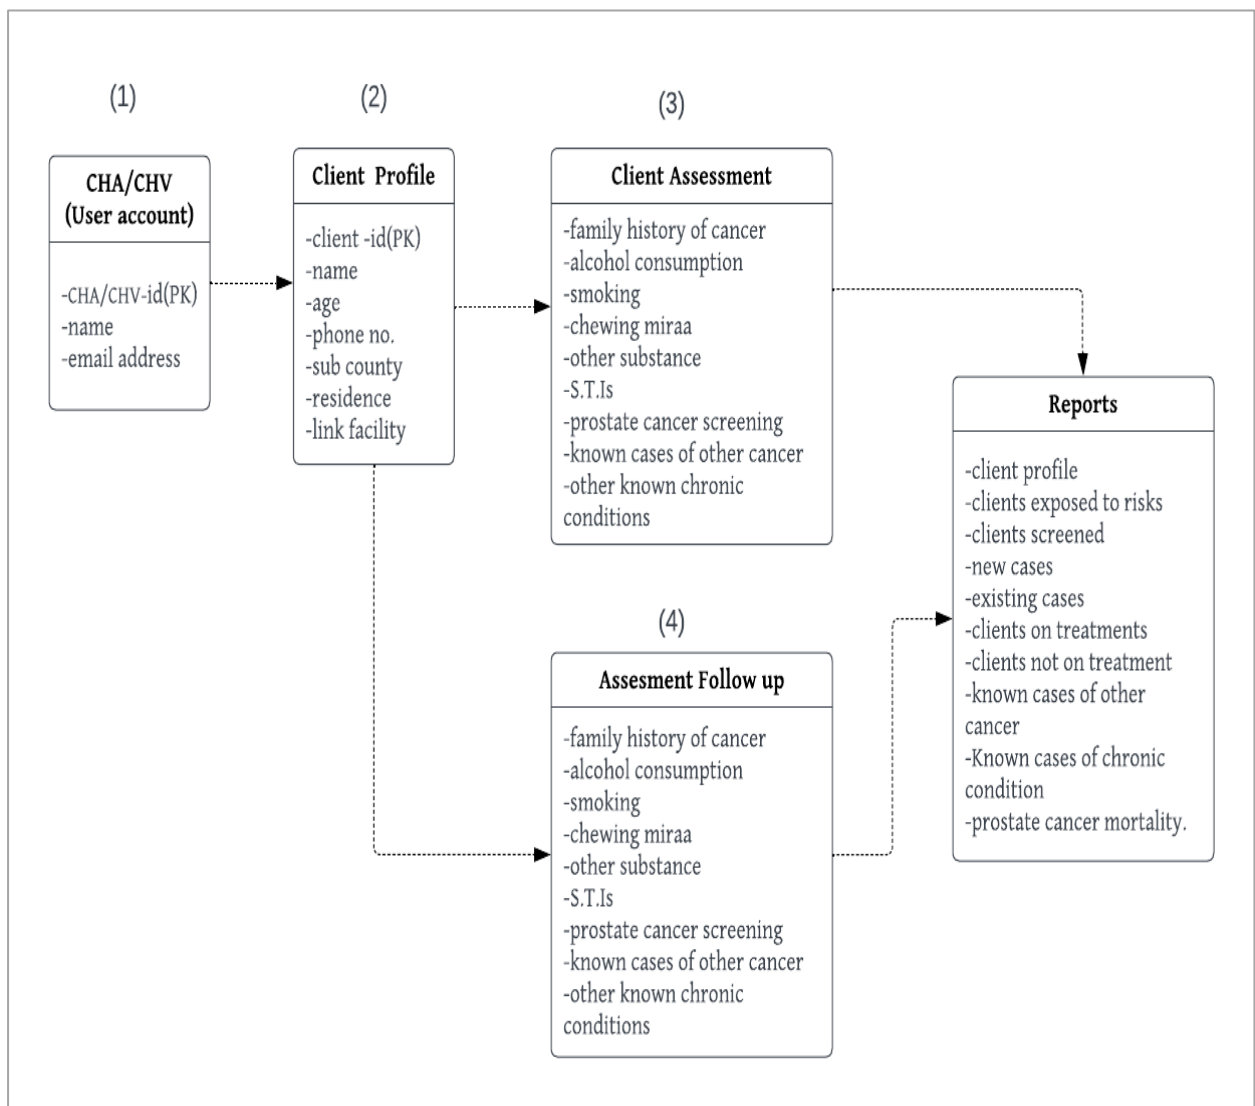 (1)
CHA/CHV
(User account)
-CHA/CHV-id(PK)
-name
-email address
(2)
Client Profile
-client -id(PK)
-name
-age
-phone no.
-sub county
-residence
-link facility
(3)
Client Assessment
-family history of cancer
-alcohol consumption
-smoking
-chewing miraa
-other substance
-S.T.Is
-prostate cancer screening
-known cases of other cancer
-other known chronic
conditions
(4)
Assesment Follow up
-family history of cancer
-alcohol consumption
-smoking
-chewing miraa
-other substance
-S.T.Is
-prostate cancer screening
-known cases of other cancer
-other known chronic
conditions
Reports
-client profile
-clients exposed to risks
-clients screened
-new cases
-existing cases
-clients on treatments
-clients not on treatment
-known cases of other
cancer
-Known cases of chronic
condition
-prostate cancer mortality.